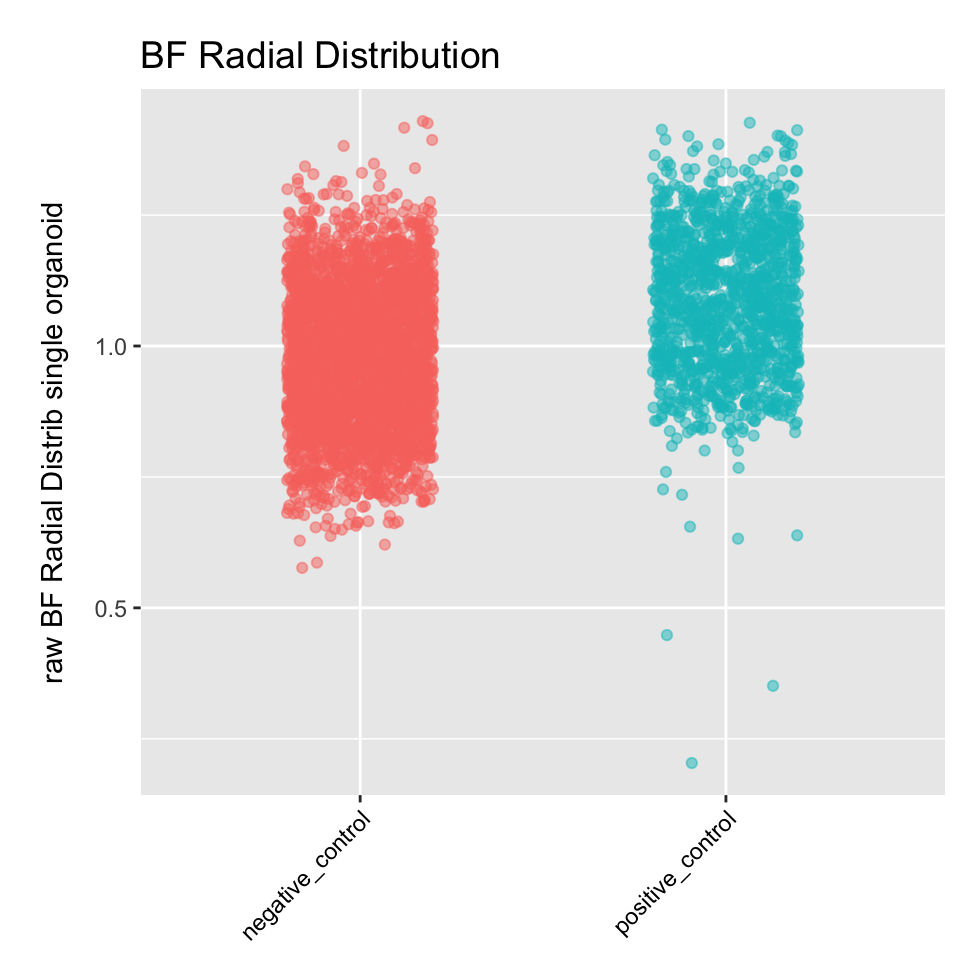 BF Radial Distribution
raw BF Radial Distrib single organoid
1.0
0.5
negative_control
positive_control